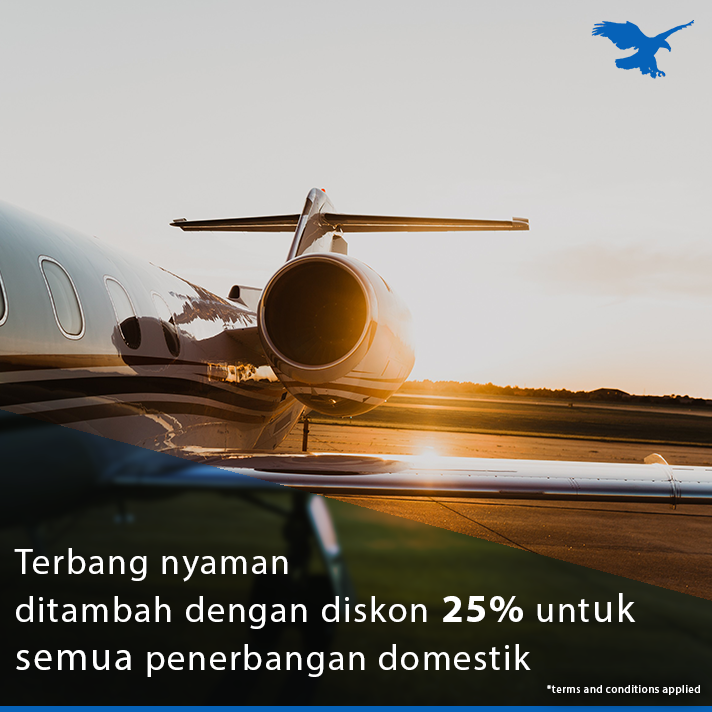 Terbang nyaman
ditambah dengan diskon 25% untuk
semua penerbangan domestik
*terms and conditions applied